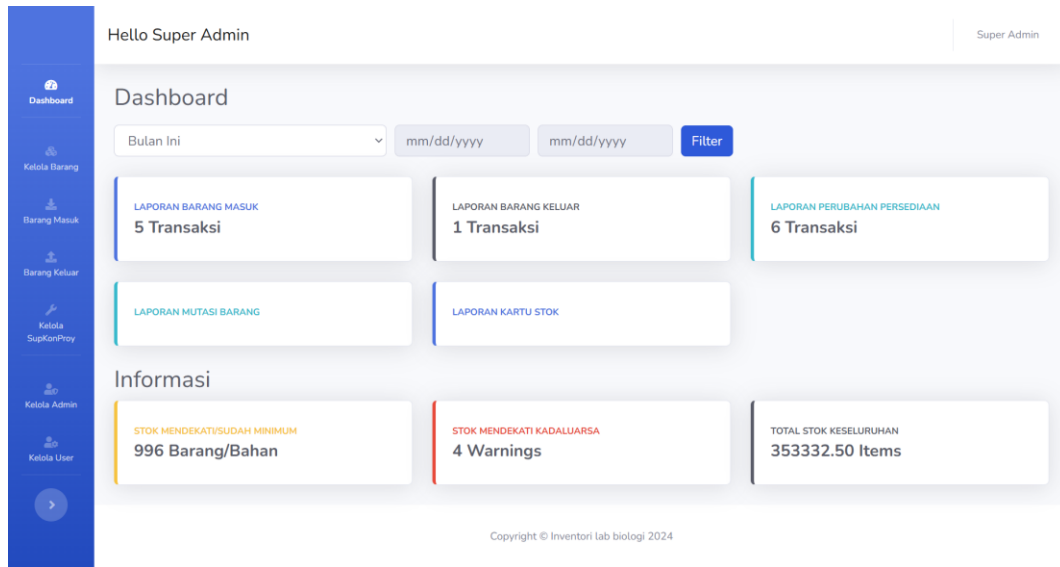 Hello Super Admin
Super Admin
Dashboard
Kelola Barang
Barang Masuk
Barang Keluar
Kelola
SupKonProy
Kelola Admin
Kelola User
Dashboard
Bulan Ini
mm/dd/yyyy
mm/dd/yyyy
Filter
LAPORAN BARANG MASUK
5 Transaksi
LAPORAN BARANG KELUAR
1 Transaksi
LAPORAN PERUBAHAN PERSEDIAAN
6 Transaksi
LAPORAN MUTASI BARANG
LAPORAN KARTU STOK
Informasi
STOK MENDEKATI/SUDAH MINIMUM
996 Barang/Bahan
STOK MENDEKATI KADALUARSA
4 Warnings
TOTAL STOK KESELURUHAN
353332.50 Items
Copyright © Inventori lab biologi 2024